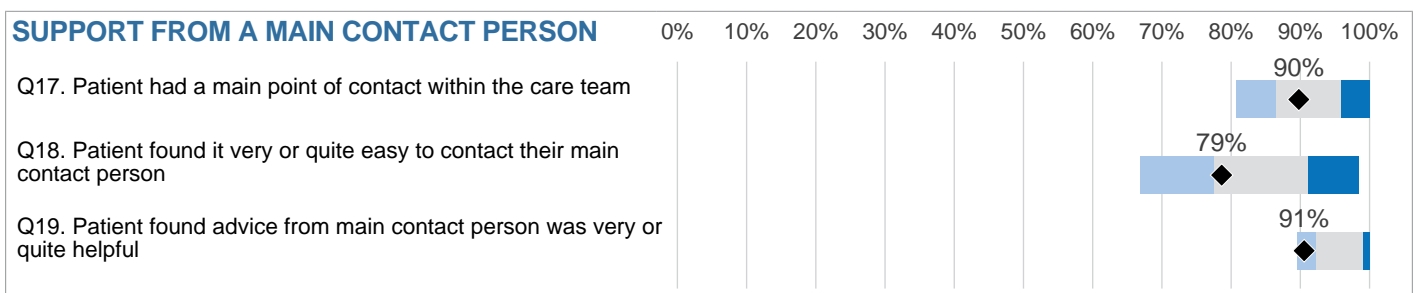 SUPPORT FROM A MAIN CONTACT PERSON 0% 10% 20% 30% 40% 50% 60% 70% 80% 90% 100%
Q17. Patient had a main point of contact within the care team 90%
Q18. Patient found it very or quite easy to contact their main
contact person
79%
Q19. Patient found advice from main contact person was very or
quite helpful
91%